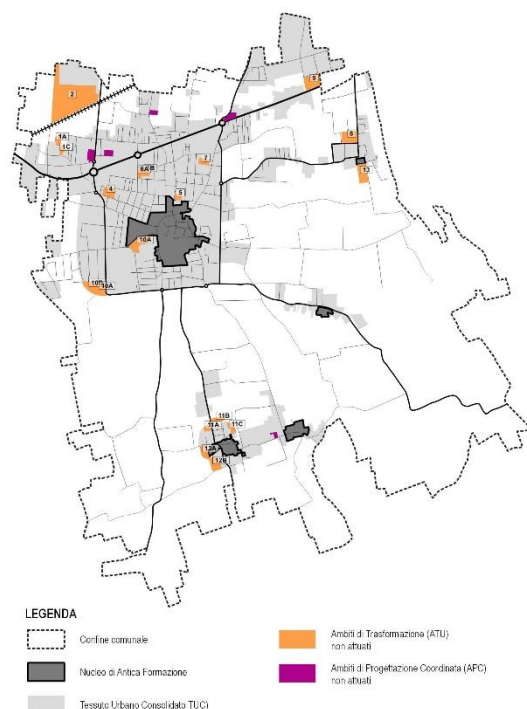 9
2
8
1A
1C
6A
7
13
4
5
10A
10B
10A
11B
11A
11C
12A
12B
LEGENDA
Confine comunale
Nucleo di Antica Formazione
Tessuto Urbano Consolidato TUC)
Ambiti di Trasformazione (ATU)
non attuati
Ambiti di Progettazione Coordinata (APC)
non attuati